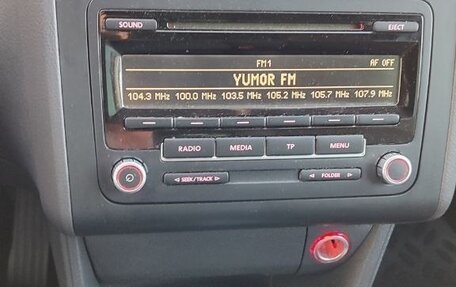 SOUND EJECT
FM1 AF OFF
YUMOR FM
104.3 MHz 100.0 MHz 103.5 MHz 105.2 MHz 105.7 MHz 107.9 MHz
RADIO MEDIA TP MENU
SEEK/TRACK FOLDER